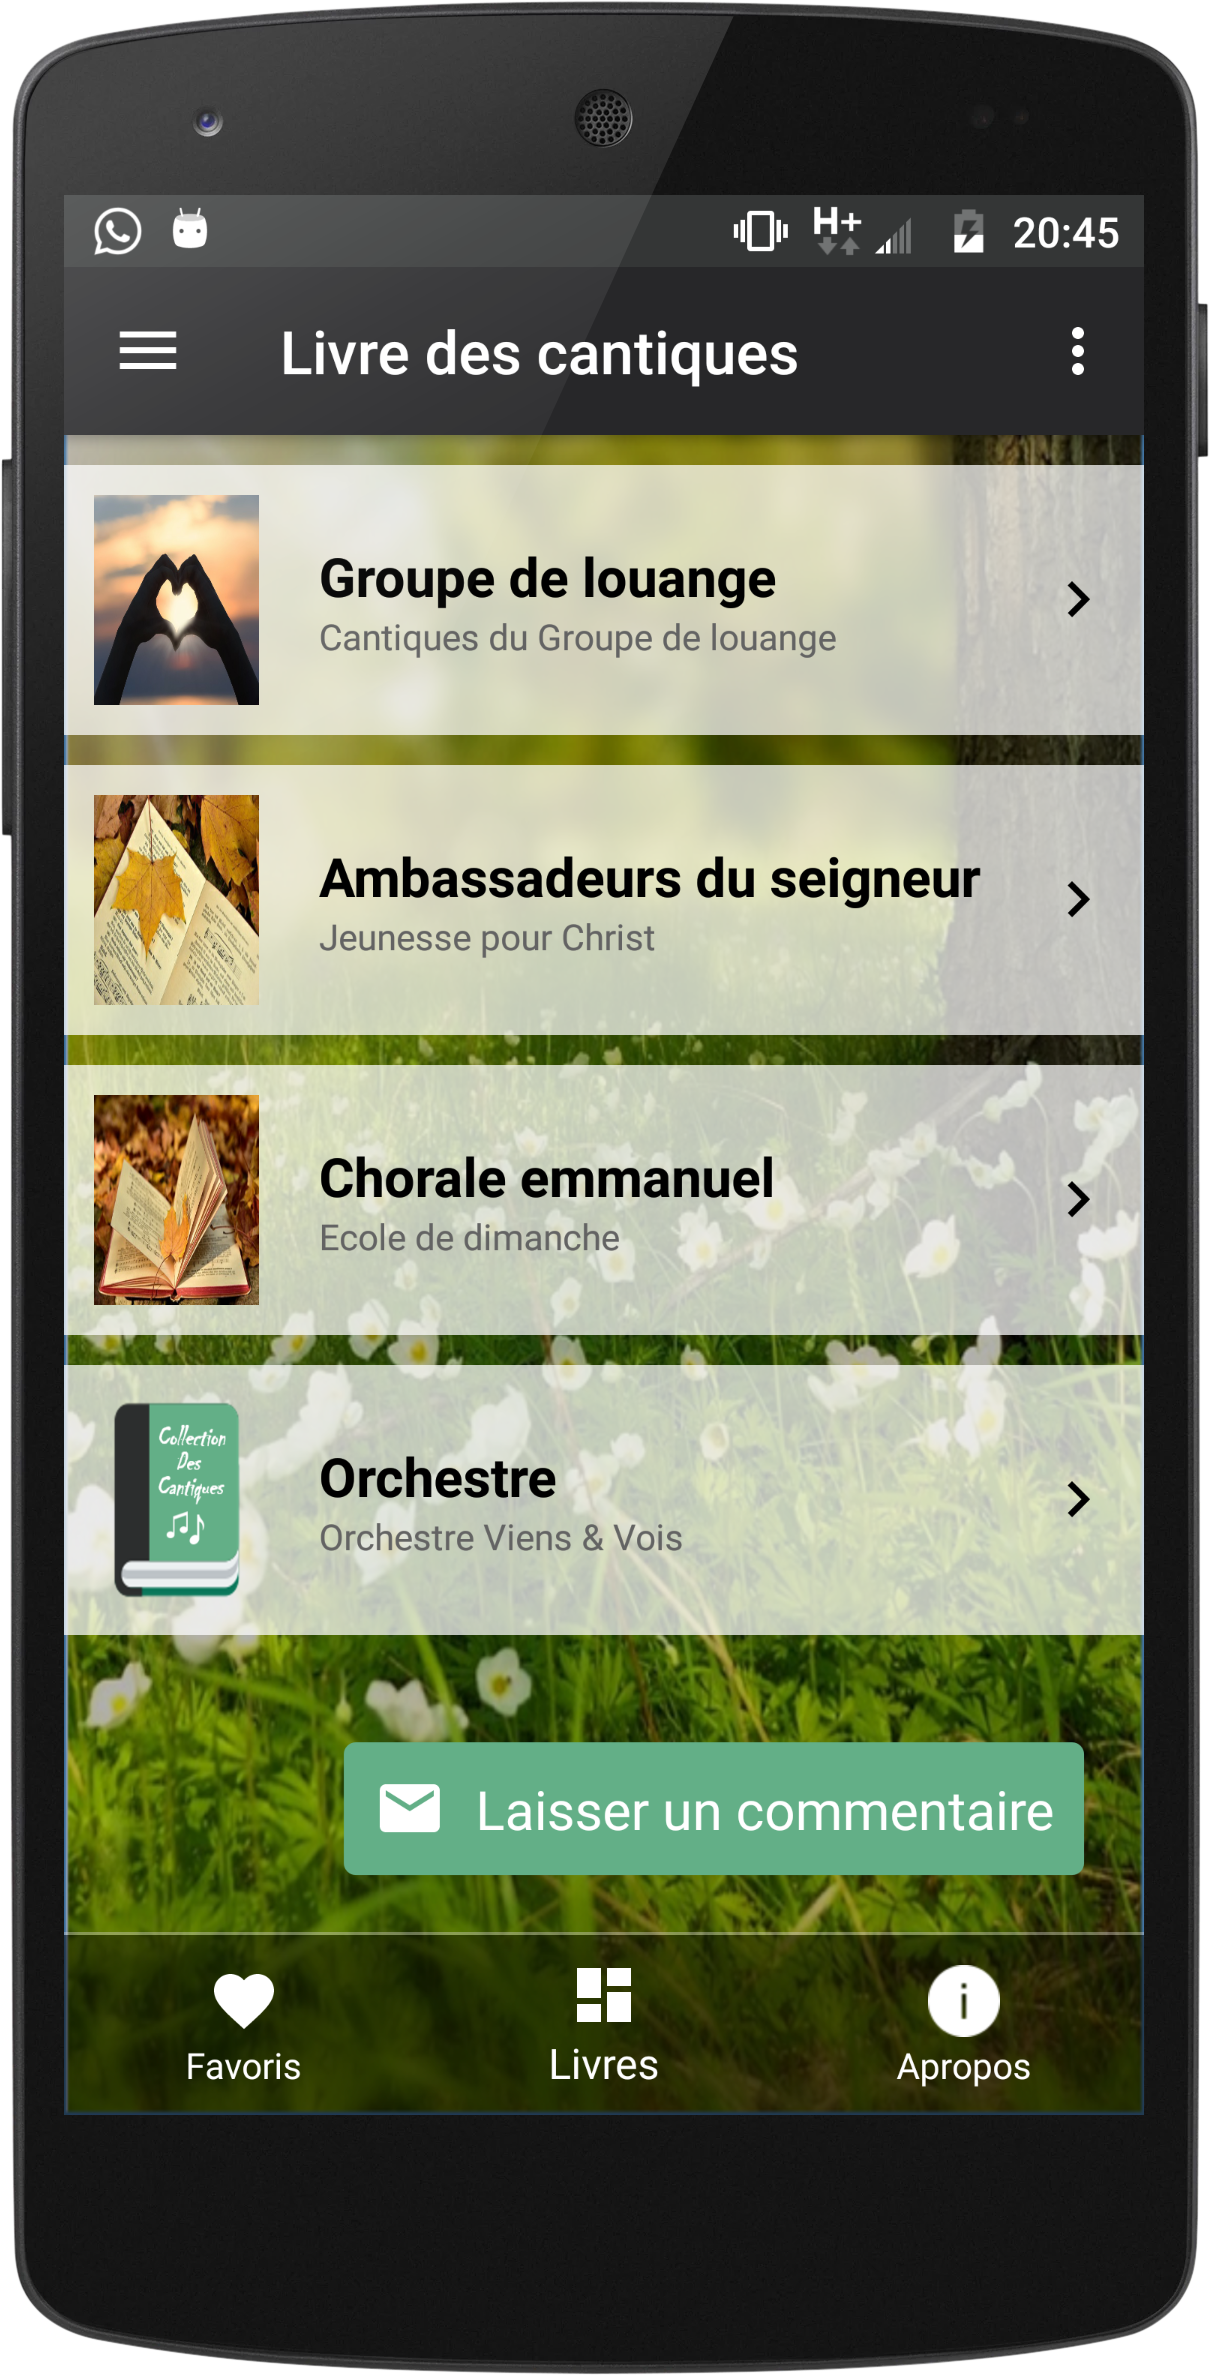 H+
20:45
Livre des cantiques
Groupe de louange
Cantiques du Groupe de louange
Ambassadeurs du seigneur
Jeunesse pour Christ
Chorale emmanuel
Ecole de dimanche
Collection
Des
Cantiques
Orchestre
Orchestre Viens & Vois
Laisser un commentaire
Favoris
Livres
Apropos